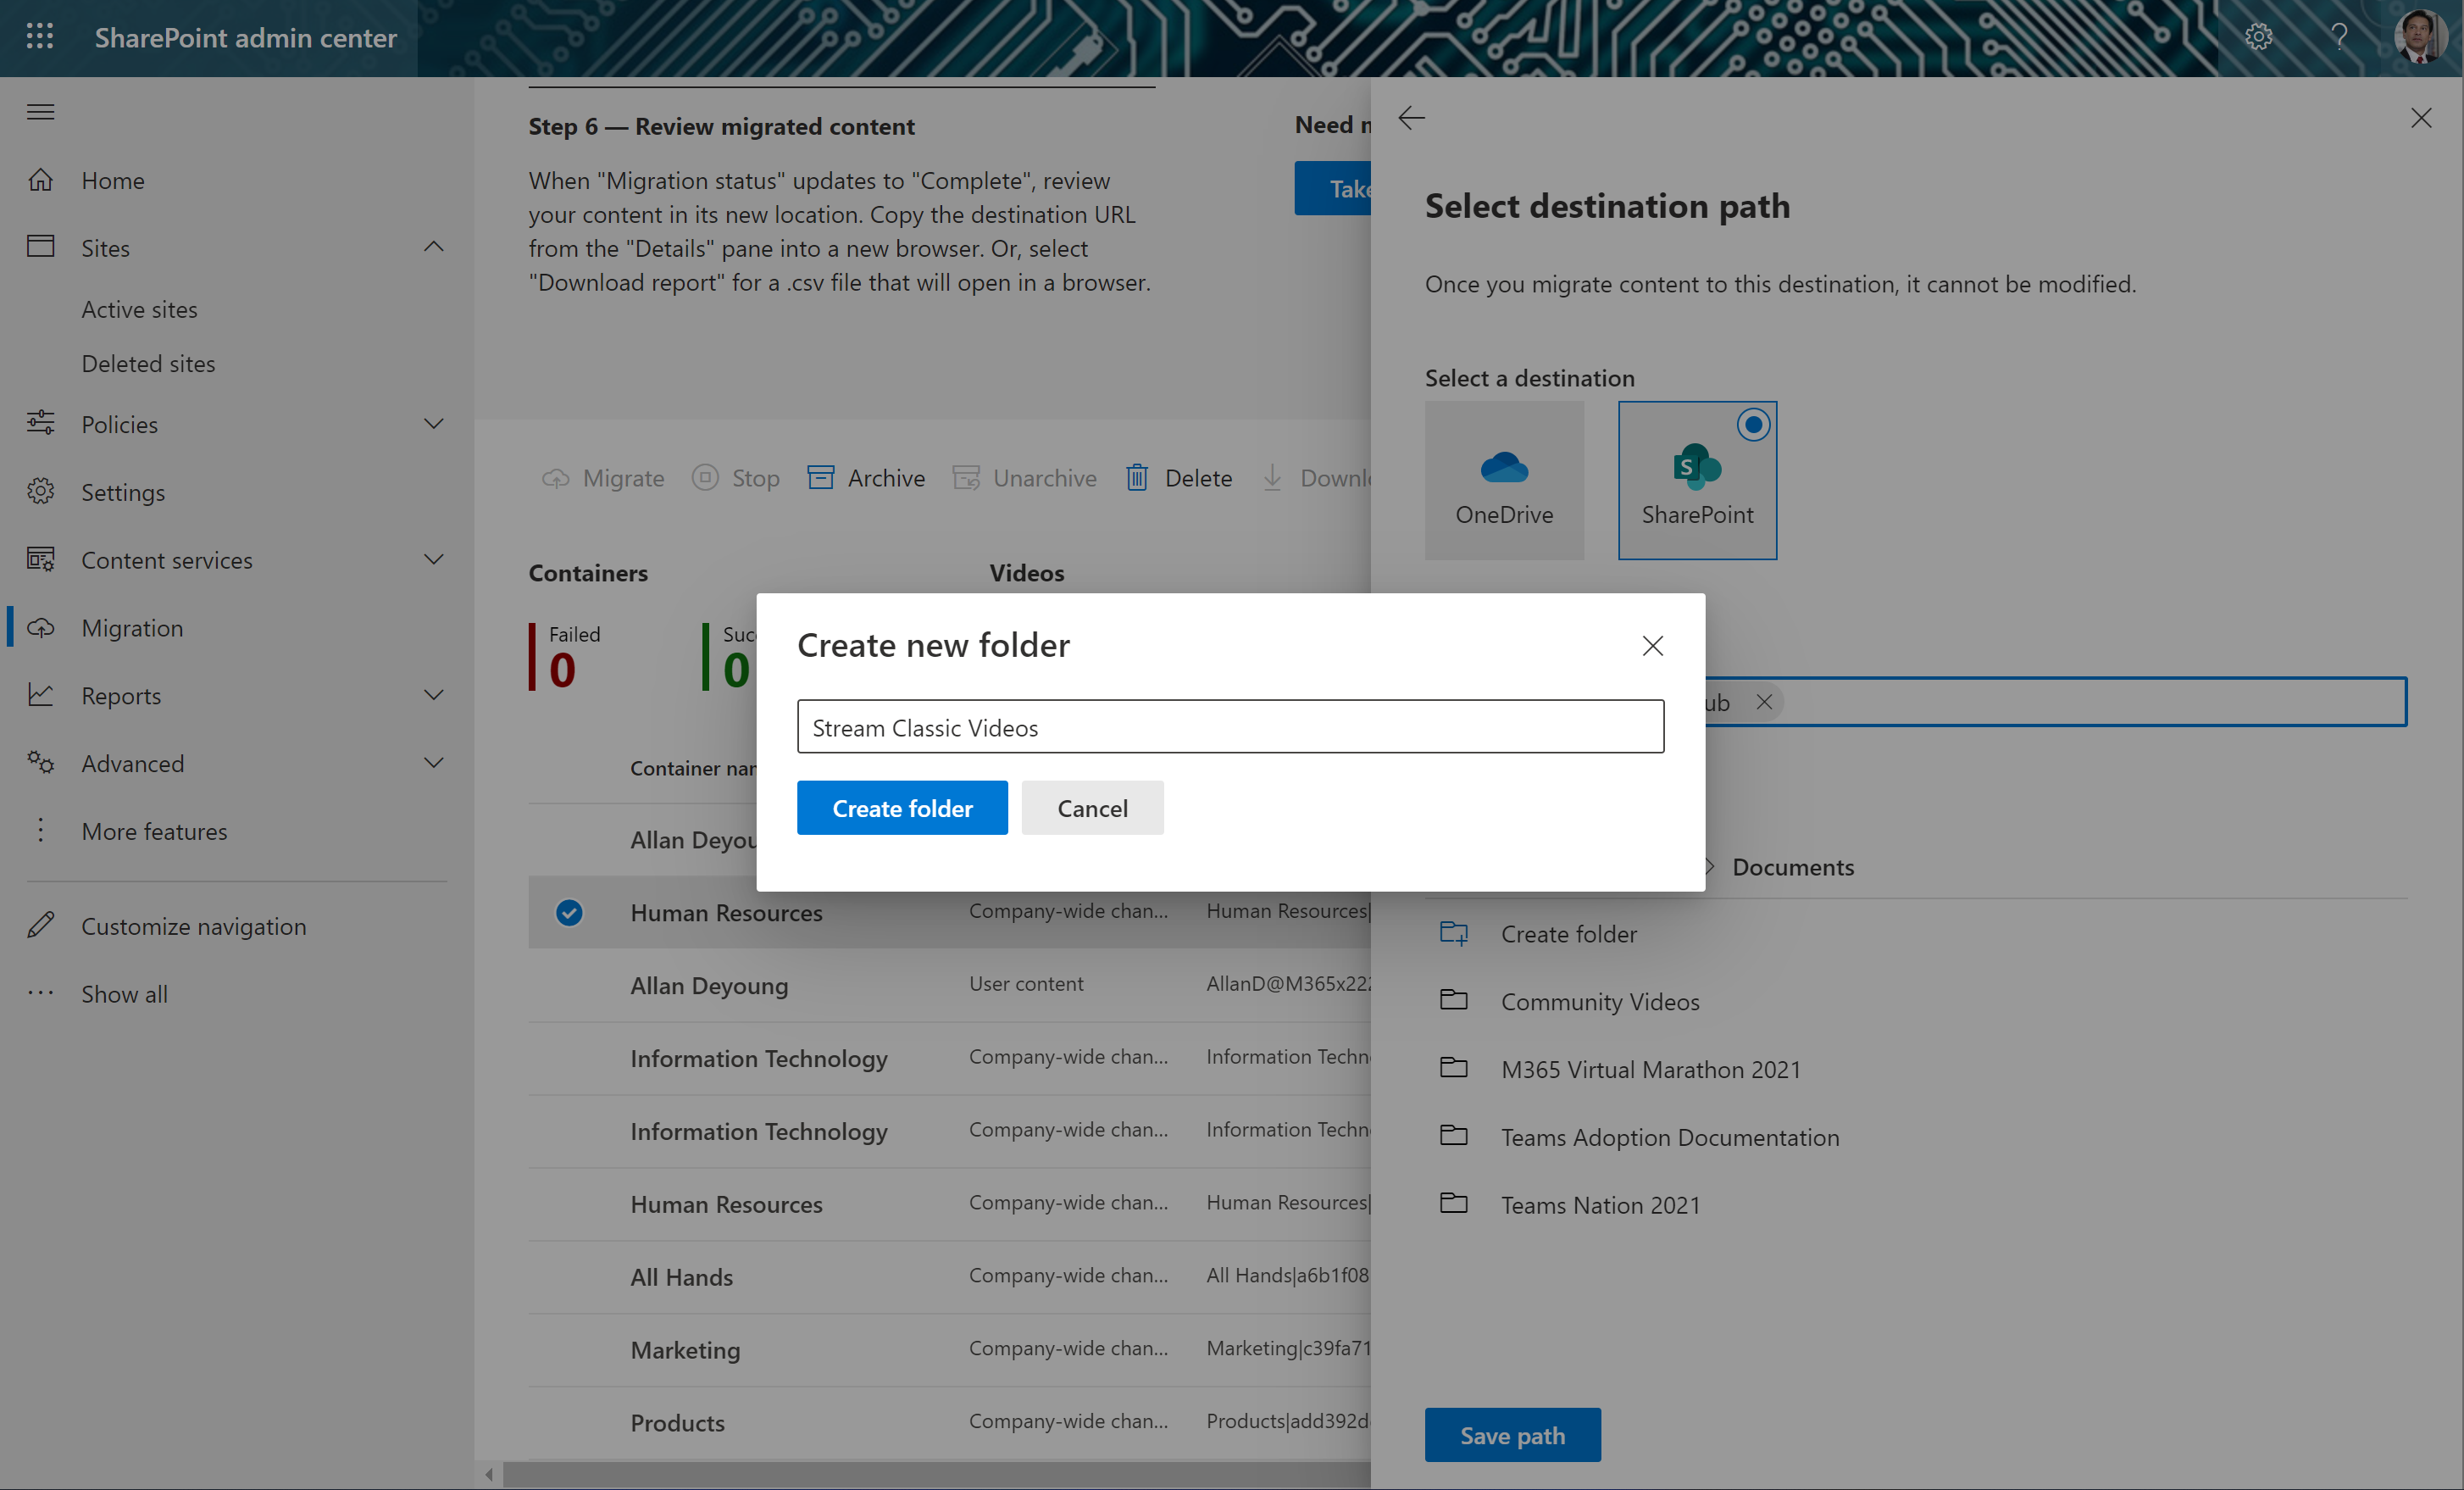 SharePoint admin center
Home
Sites
Active sites
Deleted sites
Policies
Settings
Content services
Migration
Reports
Advanced
More features
Customize navigation
Show all
Step 6 — Review migrated content
When "Migration status" updates to "Complete", review
your content in its new location. Copy the destination URL
from the "Details" pane into a new browser. Or, select
"Download report" for a .csv file that will open in a browser.
Need
Take
Migrate Stop Archive Unarchive Delete
Containers Videos
Failed
0
0
Container
Allan
Human Resources Company-wide chan... Human Resources|
Allan Deyoung User content AllanD@M365x22
Information Technology Company-wide chan... Information
Information Technology Company-wide chan... Information
Human Resources Company-wide chan... Human Resources|
All Hands Company-wide chan... All Hands|a6b1f08
Marketing Company-wide chan... Marketing|c39fa71
Products Company-wide chan... Products|add392d
Create new folder
Stream Classic Videos
Create folder Cancel
Select destination path
Once you migrate content to this destination, it cannot be modified.
Select a destination
OneDrive
S
SharePoint
ub
Documents
Create folder
Community Videos
M365 Virtual Marathon 2021
Teams Adoption Documentation
Teams Nation 2021
Save path